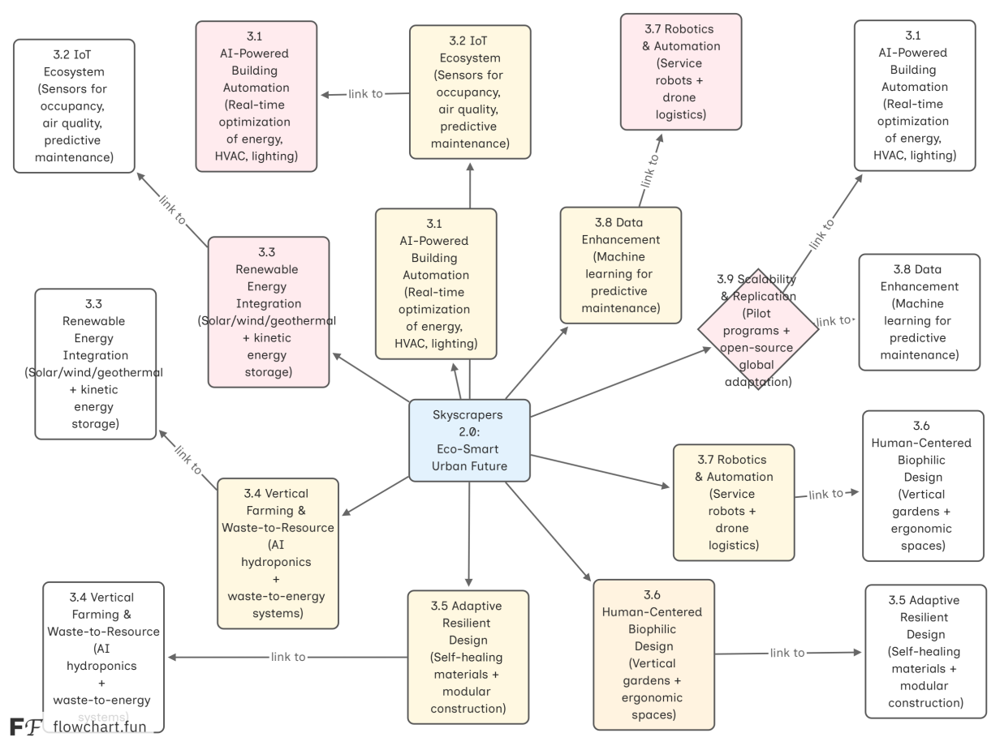 3.2 IoT
Ecosystem
(Sensors for
occupancy,
air quality,
predictive
maintenance)
3.1
AI-Powered
Building
Automation
(Real-time
optimization
of energy,
HVAC, lighting)
link to
3.2 IoT
Ecosystem
(Sensors for
occupancy,
air quality,
predictive
maintenance)
3.7 Robotics
& Automation
(Service
robots +
drone
logistics)
3.1
AI-Powered
Building
Automation
(Real-time
optimization
of energy,
HVAC, lighting)
link to
link to
link to
3.3
Renewable
Energy
Integration
(Solar/wind/geothermal
+ kinetic
energy
storage)
3.1
AI-Powered
Building
Automation
(Real-time
optimization
of energy,
HVAC, lighting)
3.8 Data
Enhancement
(Machine
learning for
predictive
maintenance)
3.9 Scalability
& Replication
(Pilot
programs +
open-source
global
adaptation)
link to
3.8 Data
Enhancement
(Machine
learning for
predictive
maintenance)
3.3
Renewable
Energy
Integration
(Solar/wind/geothermal
+ kinetic
energy
storage)
Skyscrapers
2.0:
Eco-Smart
Urban Future
link to
3.4 Vertical
Farming &
Waste-to-Resource
(AI
hydroponics
+
waste-to-energy
systems)
3.7 Robotics
& Automation
(Service
robots +
drone
logistics)
link to
3.6
Human-Centered
Biophilic
Design
(Vertical
gardens +
ergonomic
spaces)
3.4 Vertical
Farming &
Waste-to-Resource
(AI
hydroponics
+
waste-to-energy
systems)
link to
3.5 Adaptive
Resilient
Design
(Self-healing
materials +
modular
construction)
3.6
Human-Centered
Biophilic
Design
(Vertical
gardens +
ergonomic
spaces)
link to
3.5 Adaptive
Resilient
Design
(Self-healing
materials +
modular
construction)
FF flowchart.fun